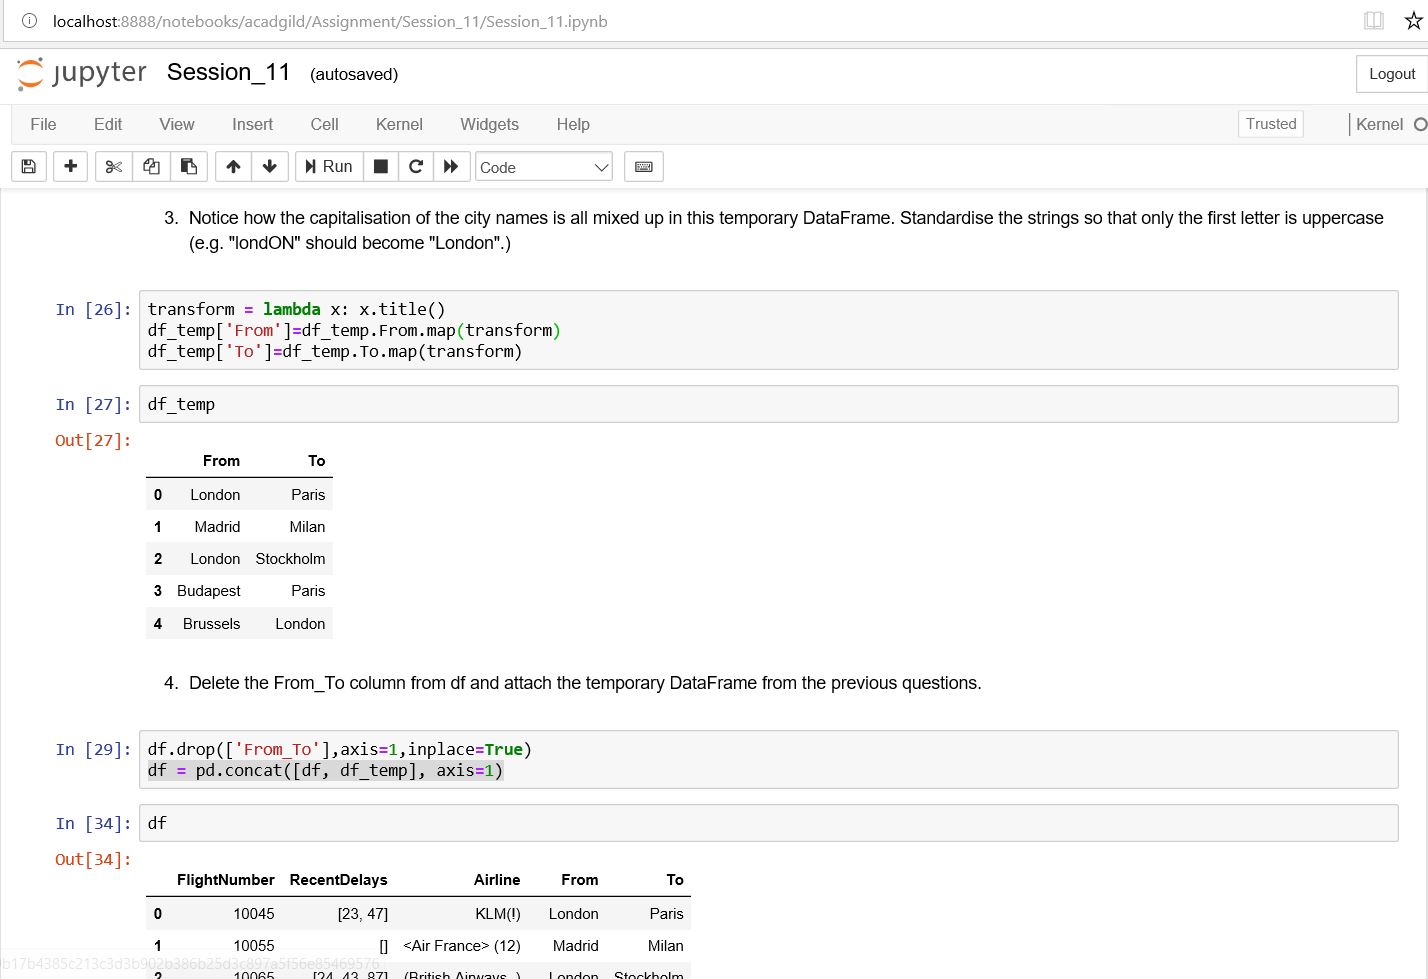 localhost:8888/notebooks/acadgild/Assignment/Session_11/Session_11.ipynb
jupyter Session_11 (autosaved)
Logout
File Edit View Insert Cell Kernel Widgets Help
Trusted Kernel
Run Code
3. Notice how the capitalisation of the city names is all mixed up in this temporary DataFrame. Standardise the strings so that only the first letter is uppercase
(e.g. "londON" should become "London".)
In [26]: transform = lambda x: x.title()
df_temp['From']=df_temp.From.map(transform)
df_temp['To']=df_temp.To.map(transform)
In [27]: df_temp
Out[27]:
From To
0 London Paris
1 Madrid Milan
2 London Stockholm
3 Budapest Paris
4 Brussels London
4. Delete the From_To column from df and attach the temporary DataFrame from the previous questions.
In [29]: df.drop(['From_To'],axis=1,inplace=True)
df = pd.concat([df, df_temp], axis=1)
In [34]: df
Out[34]:
FlightNumber RecentDelays Airline From To
0 10045 [23, 47] KLM(!) London Paris
1 10055 [] <Air France> (12) Madrid Milan
2 10065 [24, 43, 87] (British Airways. ) London Stockholm